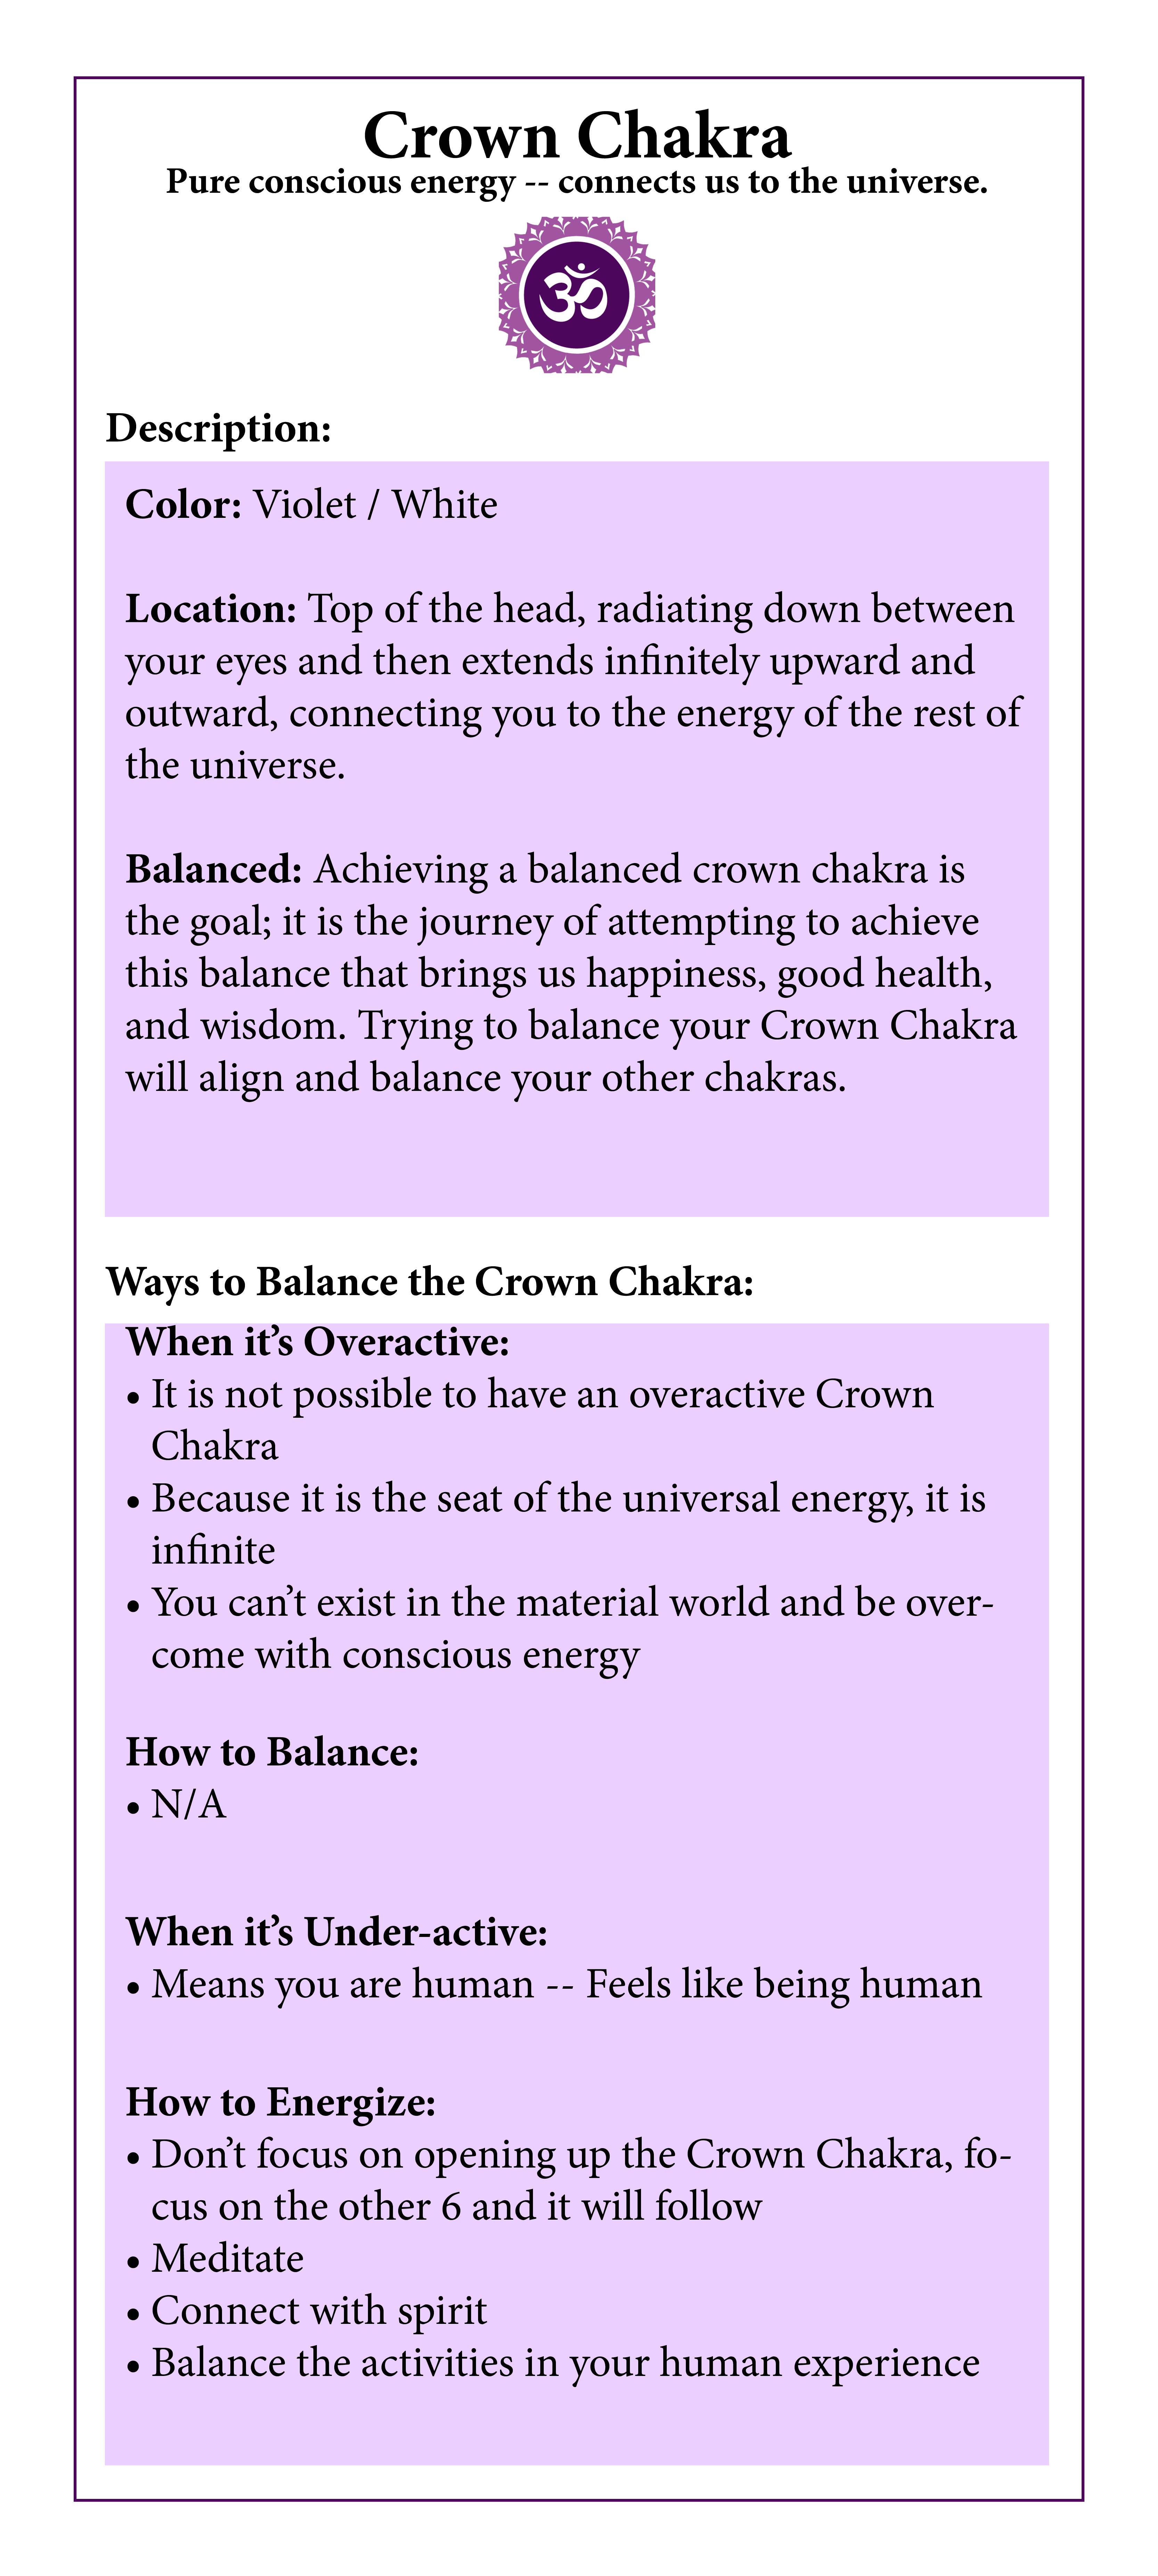 Crown Chakra
Pure conscious energy -- connects us to the universe.
ॐ
Description:
Color: Violet / White
Location: Top of the head, radiating down between
your eyes and then extends infinitely upward and
outward, connecting you to the energy of the rest of
the universe.
Balanced: Achieving a balanced crown chakra is
the goal; it is the journey of attempting to achieve
this balance that brings us happiness, good health,
and wisdom. Trying to balance your Crown Chakra
will align and balance your other chakras.
Ways to Balance the Crown Chakra:
When it’s Overactive:
• It is not possible to have an overactive Crown
Chakra
• Because it is the seat of the universal energy, it is
infinite
• You can’t exist in the material world and be over-
come with conscious energy
How to Balance:
• N/A
When it’s Under-active:
• Means you are human -- Feels like being human
How to Energize:
• Don’t focus on opening up the Crown Chakra, fo-
cus on the other 6 and it will follow
• Meditate
• Connect with spirit
• Balance the activities in your human experience